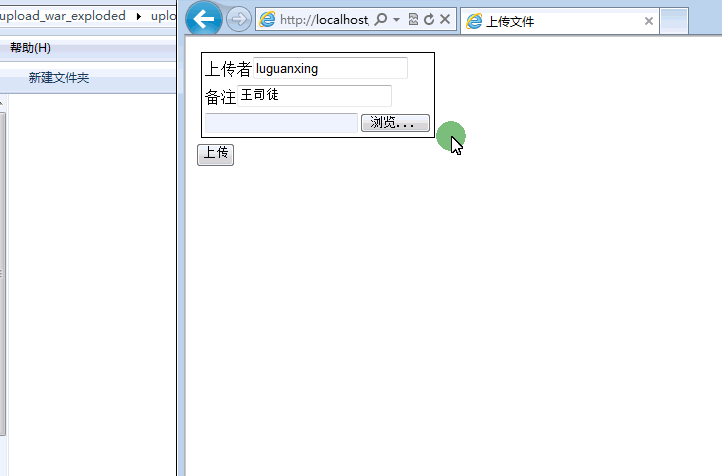 upload_war_exploded
uplo
帮助(H)
新建文件夹
http://localhost
上传文件
上传者 luguanxing
备注 王司徒
浏览...
上传